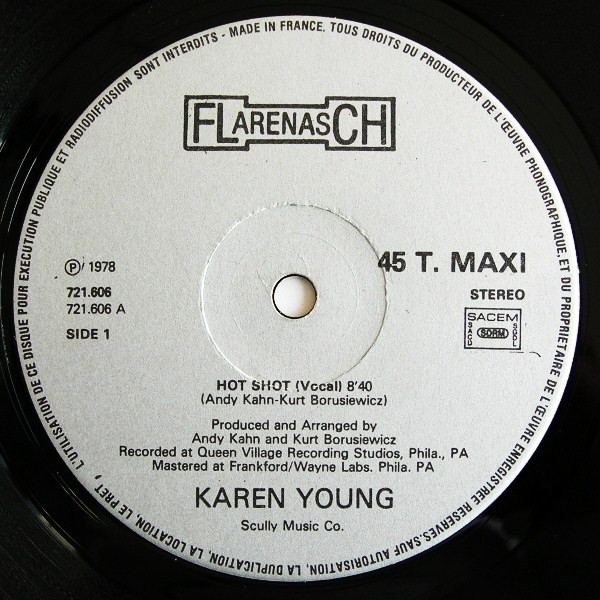 MADE IN FRANCE. TOUS DROITS DU PRODUCTEUR DE L'ŒUVRE PHONOGRAPHIQUE, ET DU PROPRIETAIRE DE L'ŒUVRE ENREGISTREE RESERVES. SAUF AUTORISATION, LA DUPLICATION, LA LOCATION, LE PRET, L'UTILISATION DE CE DISQUE POUR EXECUTION PUBLIQUE ET RADIODIFFUSION SONT INTERDITS -
FLARENASCH
℗ 1978
45 T. MAXI
721.606
STEREO
721.606 A
SACEM
SACD
SDRM
SGDL
SIDE 1
HOT SHOT (Vocal) 8'40
(Andy Kahn-Kurt Borusiewicz)
Produced and Arranged by
Andy Kahn and Kurt Borusiewicz
Recorded at Queen Village Recording Studios, Phila., PA
Mastered at Frankford/Wayne Labs. Phila. PA
KAREN YOUNG
Scully Music Co.